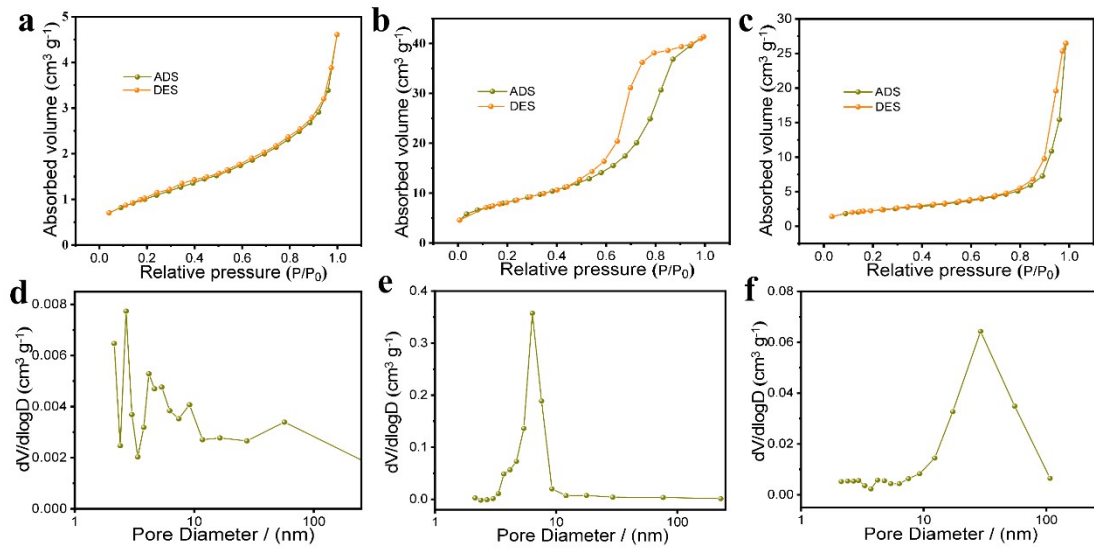 a
Absorbed volume (cm³ g⁻¹)
5
4
3
2
1
0
ADS
DES
0.0 0.2 0.4 0.6 0.8 1.0
Relative pressure (P/P₀)
b
Absorbed volume (cm³ g⁻¹)
40
30
20
10
0
ADS
DES
0.0 0.2 0.4 0.6 0.8 1.0
Relative pressure (P/P₀)
c
Absorbed volume (cm³ g⁻¹)
30
25
20
15
10
5
0
ADS
DES
0.0 0.2 0.4 0.6 0.8 1.0
Relative pressure (P/P₀)
d
dV/dlogD (cm³ g⁻¹)
0.008
0.006
0.004
0.002
0.000
1 10 100
Pore Diameter / (nm)
e
dV/dlogD (cm³ g⁻¹)
0.4
0.3
0.2
0.1
0.0
1 10 100
Pore Diameter / (nm)
f
dV/dlogD (cm³ g⁻¹)
0.08
0.06
0.04
0.02
0.00
1 10 100
Pore Diameter / (nm)